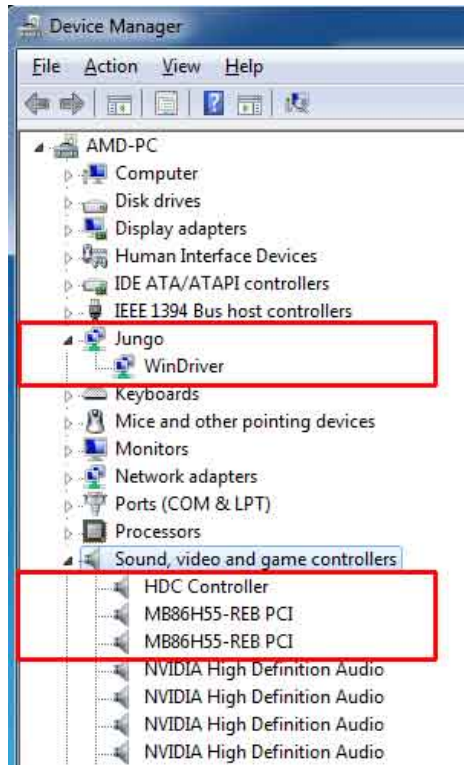 Device Manager
File Action View Help
AMD-PC
Computer
Disk drives
Display adapters
Human Interface Devices
IDE ATA/ATAPI controllers
IEEE 1394 Bus host controllers
Jungo
WinDriver
Keyboards
Mice and other pointing devices
Monitors
Network adapters
Ports (COM & LPT)
Processors
Sound, video and game controllers
HDC Controller
MB86H55-REB PCI
MB86H55-REB PCI
NVIDIA High Definition Audio
NVIDIA High Definition Audio
NVIDIA High Definition Audio
NVIDIA High Definition Audio